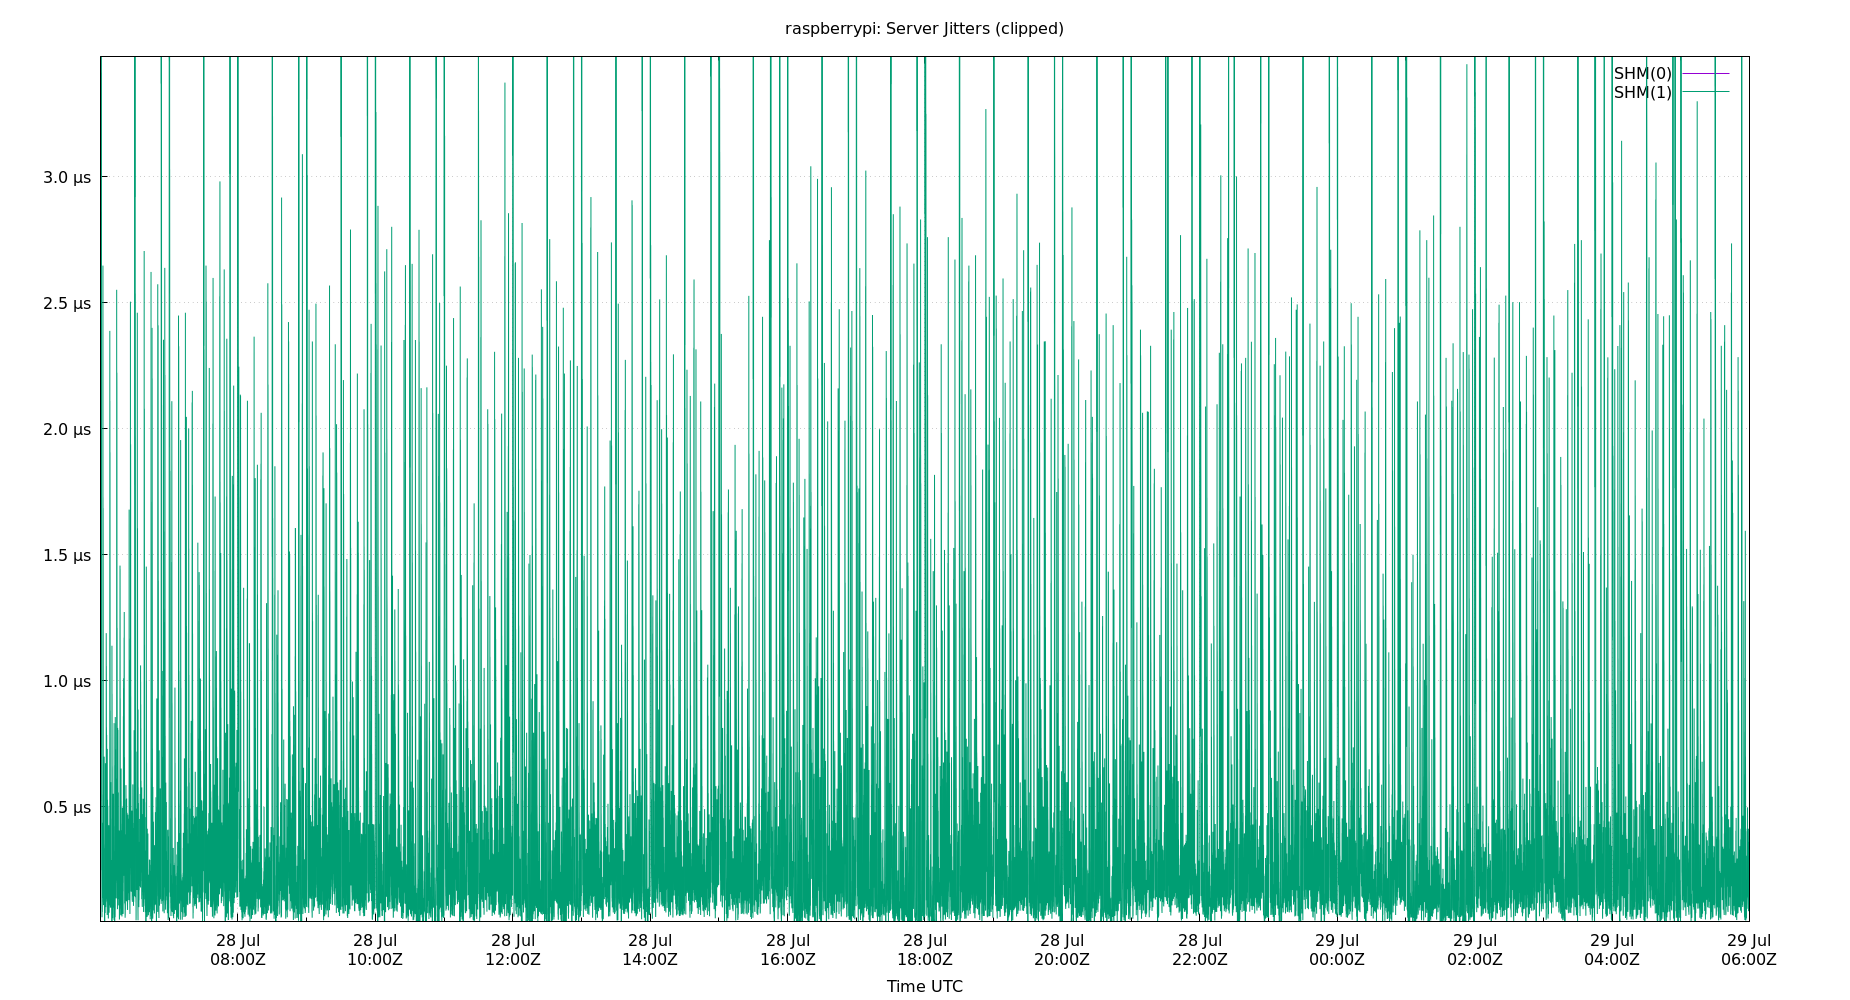 raspberrypi: Server Jitters (clipped)
SHM(0)
SHM(1)
3.0 µs
2.5 µs
2.0 µs
1.5 µs
1.0 µs
0.5 µs
28 Jul 28 Jul 28 Jul 28 Jul 28 Jul 28 Jul 28 Jul 28 Jul 29 Jul 29 Jul 29 Jul 29 Jul
08:00Z 10:00Z 12:00Z 14:00Z 16:00Z 18:00Z 20:00Z 22:00Z 00:00Z 02:00Z 04:00Z 06:00Z
Time UTC